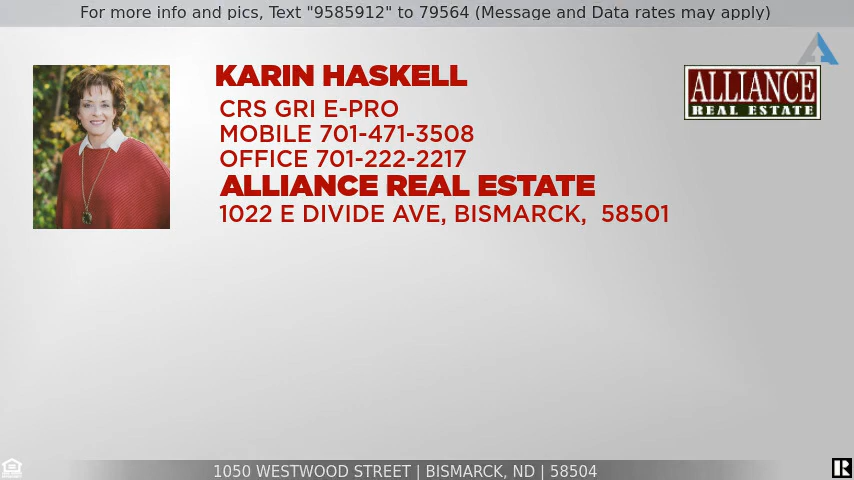 For more info and pics, Text "9585912" to 79564 (Message and Data rates may apply)
KARIN HASKELL
CRS GRI E-PRO
MOBILE 701-471-3508
OFFICE 701-222-2217
ALLIANCE REAL ESTATE
1022 E DIVIDE AVE, BISMARCK, 58501
ALLIANCE
REAL ESTATE
1050 WESTWOOD STREET | BISMARCK, ND | 58504